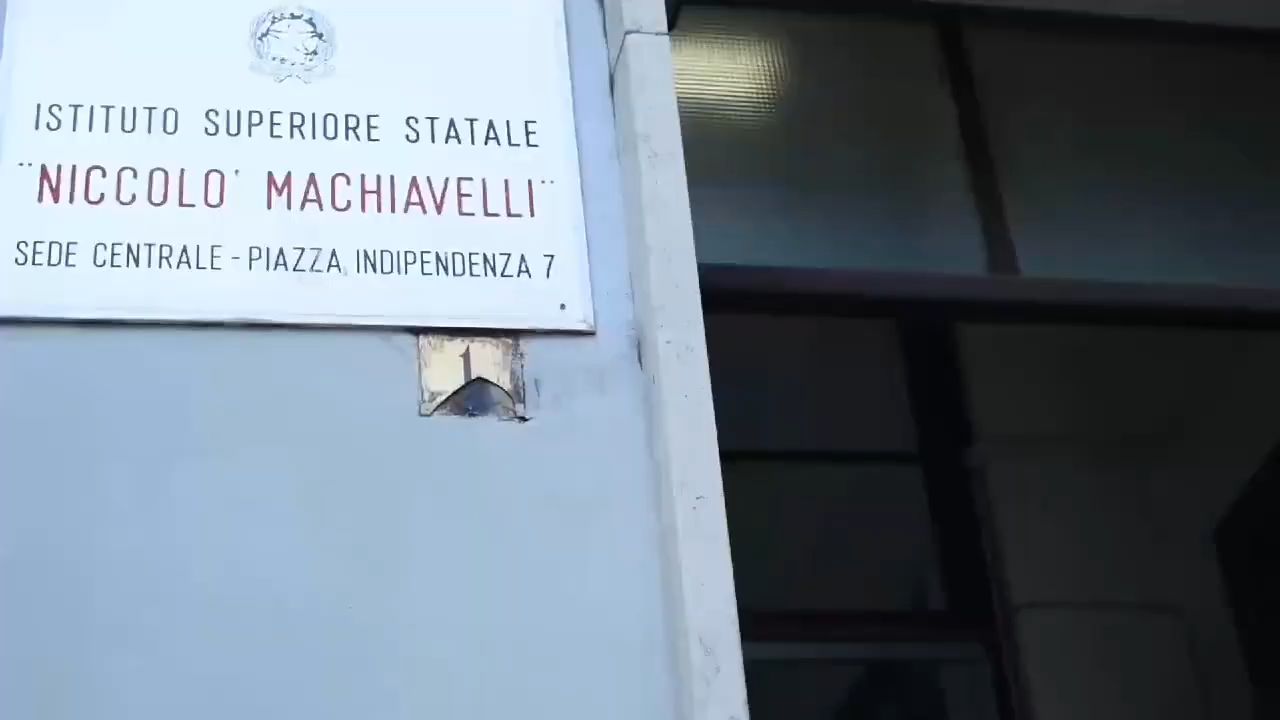 ISTITUTO SUPERIORE STATALE
"NICCOLO' MACHIAVELLI"
SEDE CENTRALE - PIAZZA INDIPENDENZA 7
1